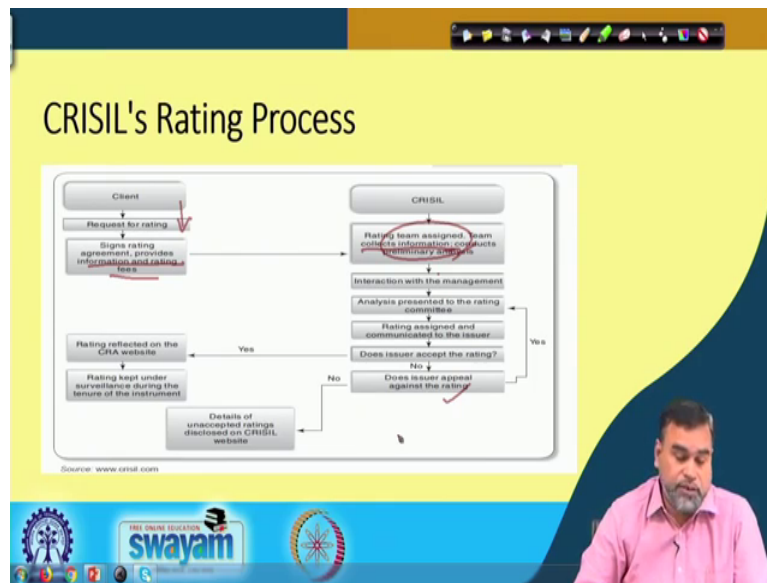 CRISIL's Rating Process
Client
Request for rating
Signs rating
agreement, provides
information and rating
fees
CRISIL
Rating team assigned. Team
collects information; conducts
preliminary analysis
Interaction with the management
Analysis presented to the rating
committee
Rating assigned and
communicated to the issuer
Does issuer accept the rating?
Yes
No
Does issuer appeal
against the rating
Yes
No
Rating reflected on the
CRA website
Rating kept under
surveillance during the
tenure of the instrument
Details of
unaccepted ratings
disclosed on CRISIL
website
Source: www.crisil.com
FREE ONLINE EDUCATION
swayam